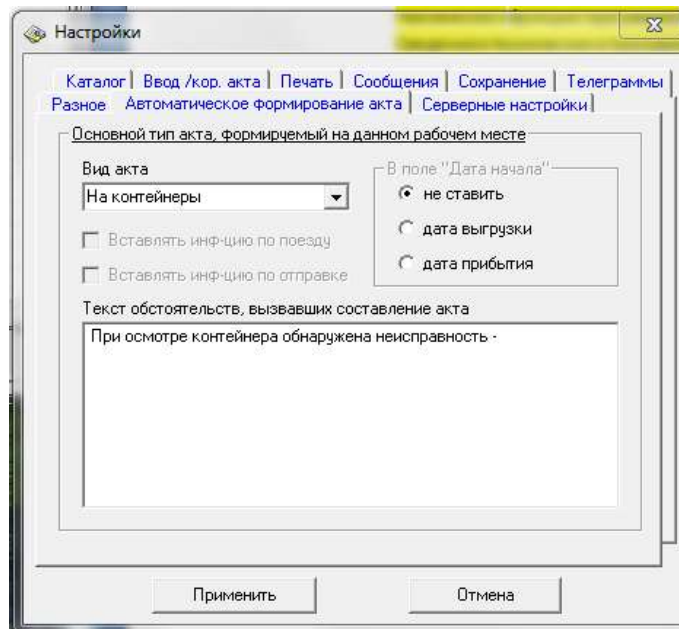 Настройки
Каталог Ввод /кор. акта Печать Сообщения Сохранение Телеграммы
Разное Автоматическое формирование акта Серверные настройки
Основной тип акта, формируемый на данном рабочем месте
Вид акта
На контейнеры
Вставлять инф-цию по поезду
Вставлять инф-цию по отправке
В поле "Дата начала"
не ставить
дата выгрузки
дата прибытия
Текст обстоятельств, вызвавших составление акта
При осмотре контейнера обнаружена неисправность -
Применить Отмена